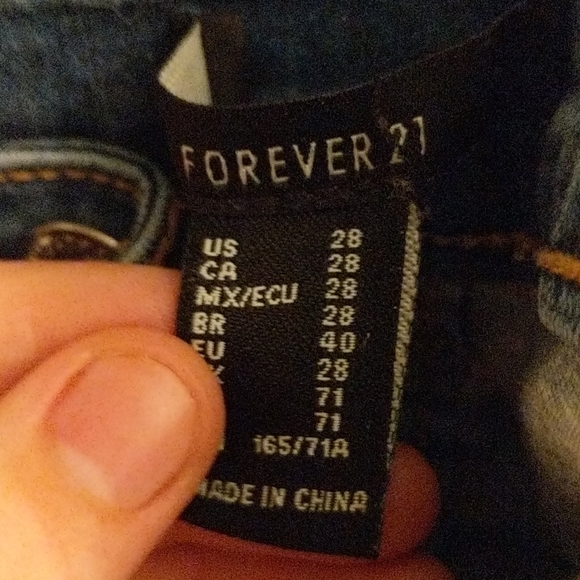 FOREVER 21
US 28
CA 28
MX/ECU 28
BR 28
EU 40
28
71
71
165/71A
MADE IN CHINA